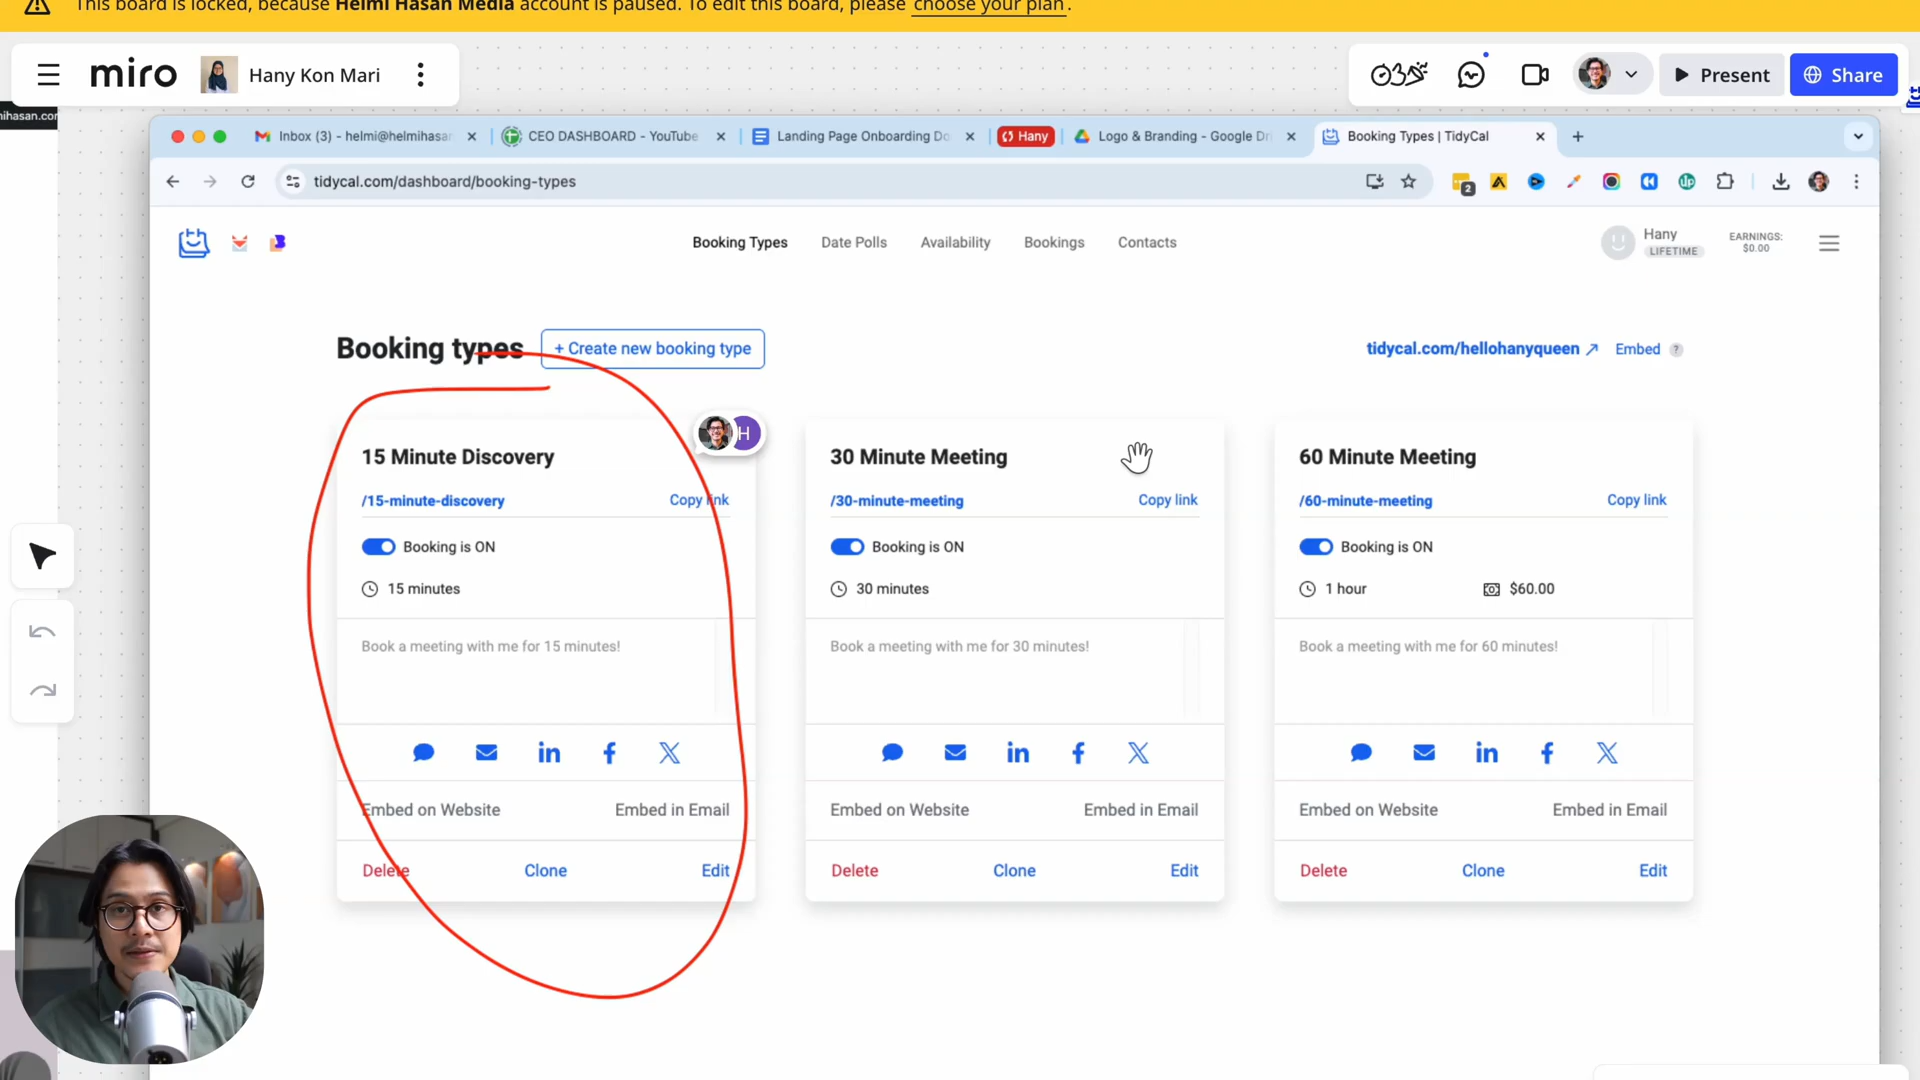 This board is locked, because Helmi Hasan Media account is paused. To edit this board, please choose your plan.
miro
Hany Kon Mari
Present
Share
Inbox (3) - helmi@helmihasan
CEO DASHBOARD - YouTube
Landing Page Onboarding Do
Hany
Logo & Branding - Google Dri
Booking Types | TidyCal
tidycal.com/dashboard/booking-types
2
Booking Types
Date Polls
Availability
Bookings
Contacts
Hany
LIFETIME
EARNINGS:
$0.00
Booking types
+ Create new booking type
tidycal.com/hellohanyqueen
Embed
?
H
15 Minute Discovery
/15-minute-discovery
Copy link
Booking is ON
15 minutes
Book a meeting with me for 15 minutes!
Embed on Website
Embed in Email
Delete
Clone
Edit
30 Minute Meeting
/30-minute-meeting
Copy link
Booking is ON
30 minutes
Book a meeting with me for 30 minutes!
Embed on Website
Embed in Email
Delete
Clone
Edit
60 Minute Meeting
/60-minute-meeting
Copy link
Booking is ON
1 hour
$60.00
Book a meeting with me for 60 minutes!
Embed on Website
Embed in Email
Delete
Clone
Edit